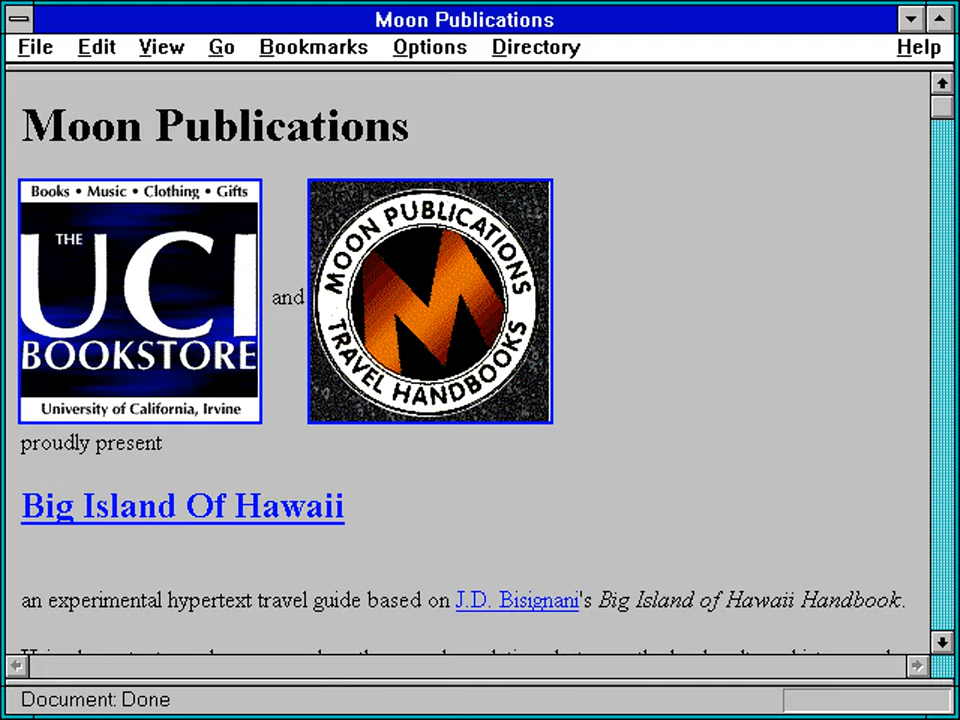 Moon Publications
File Edit View Go Bookmarks Options Directory Help
Moon Publications
Books • Music • Clothing • Gifts
THE
UCI
BOOKSTORE
University of California, Irvine
and
MOON PUBLICATIONS
M
TRAVEL HANDBOOKS
proudly present
Big Island Of Hawaii
an experimental hypertext travel guide based on J.D. Bisignani's Big Island of Hawaii Handbook.
Document: Done